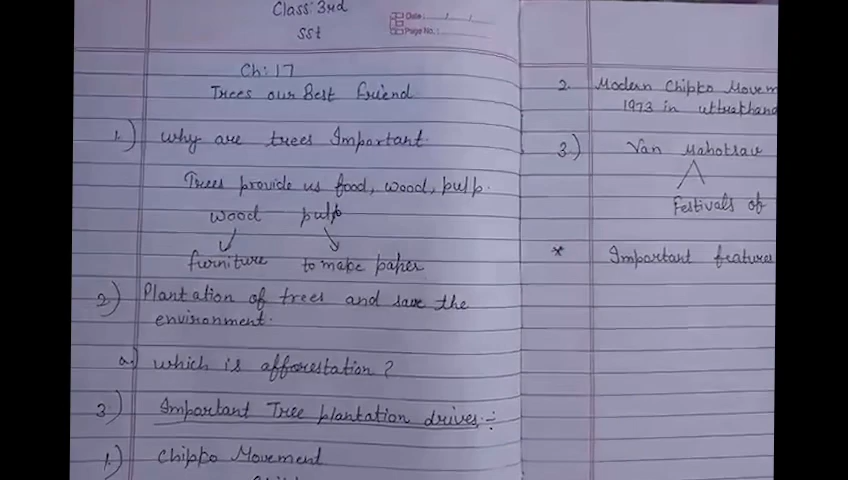 Class: 3rd
SSt
Date : / /
Page No. :
Ch: 17
Trees our Best friend
1.) Why are trees Important
Trees provide us food, wood, pulp.
wood pulp
furniture to make paper
2) Plantation of trees and save the
environment.
a) which is afforestation ?
3) Important Tree plantation drives :-
1.) Chipko Movement
2. Modern Chipko Movem
1973 in uttrakhand
3.) Van Mahotsav
Festivals of
* Important features